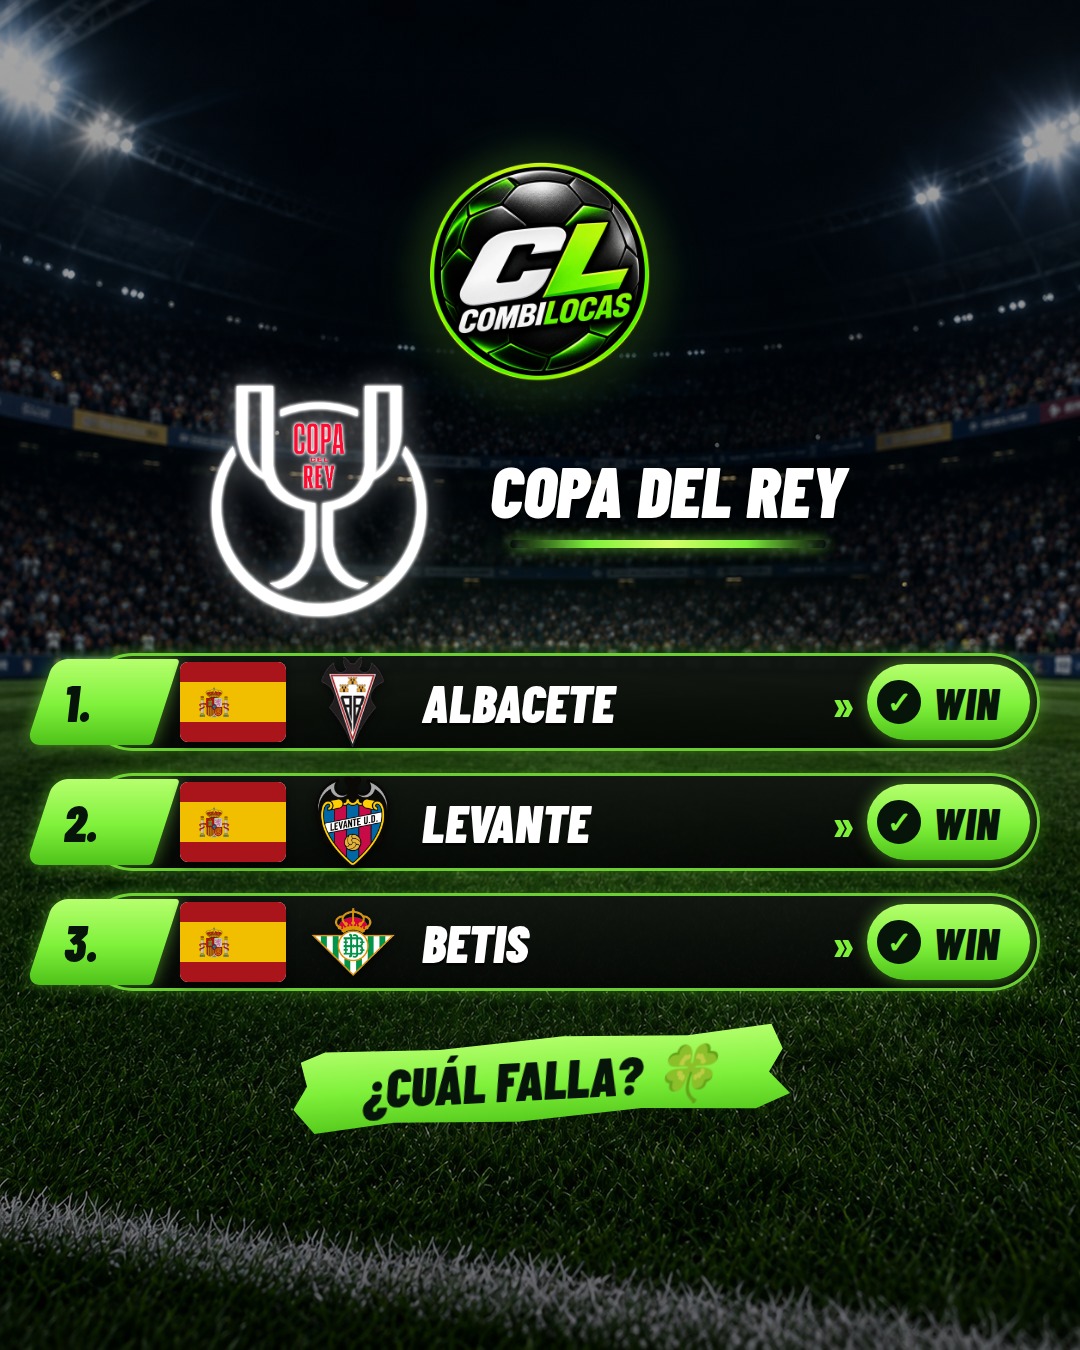 CL
COMBILOCAS
COPA
DEL
REY
COPA DEL REY
1.
ALBACETE
» ✓ WIN
2.
LEVANTE U.D.
LEVANTE
» ✓ WIN
3.
BETIS
» ✓ WIN
¿CUÁL FALLA? 🍀